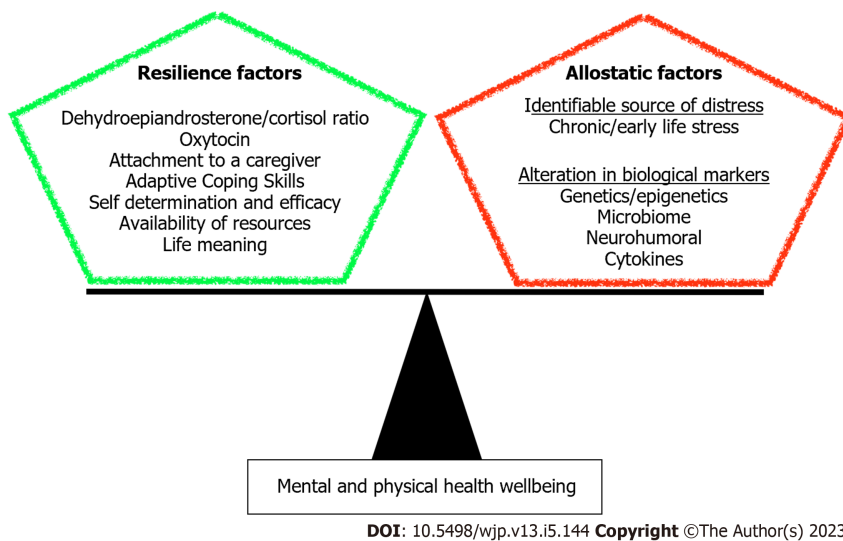 Resilience factors
Dehydroepiandrosterone/cortisol ratio
Oxytocin
Attachment to a caregiver
Adaptive Coping Skills
Self determination and efficacy
Availability of resources
Life meaning
Allostatic factors
Identifiable source of distress
Chronic/early life stress
Alteration in biological markers
Genetics/epigenetics
Microbiome
Neurohumoral
Cytokines
Mental and physical health wellbeing
DOI: 10.5498/wjp.v13.i5.144 Copyright ©The Author(s) 2023